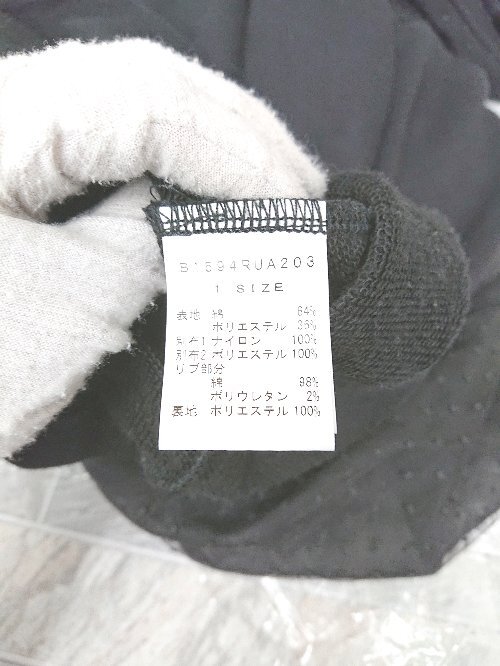 S1594RUA203
1 SIZE
表地 綿 64%
ポリエステル 36%
別布1 ナイロン 100%
別布2 ポリエステル 100%
リブ部分
綿 98%
ポリウレタン 2%
裏地 ポリエステル 100%